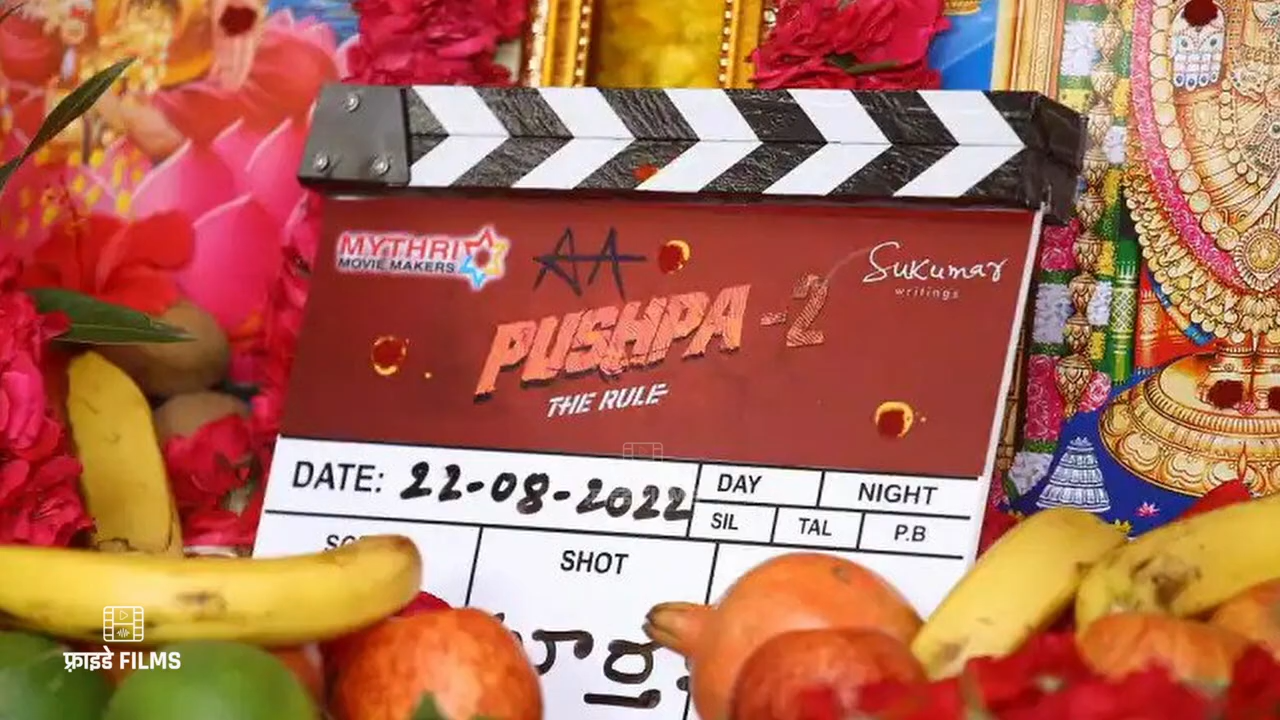 MYTHRI
MOVIE MAKERS
AA
Sukumar
writings
PUSHPA -2
THE RULE
DATE: 22-08-2022
DAY
NIGHT
SIL
TAL
P.B
SHOT
फ़्राइडे FILMS